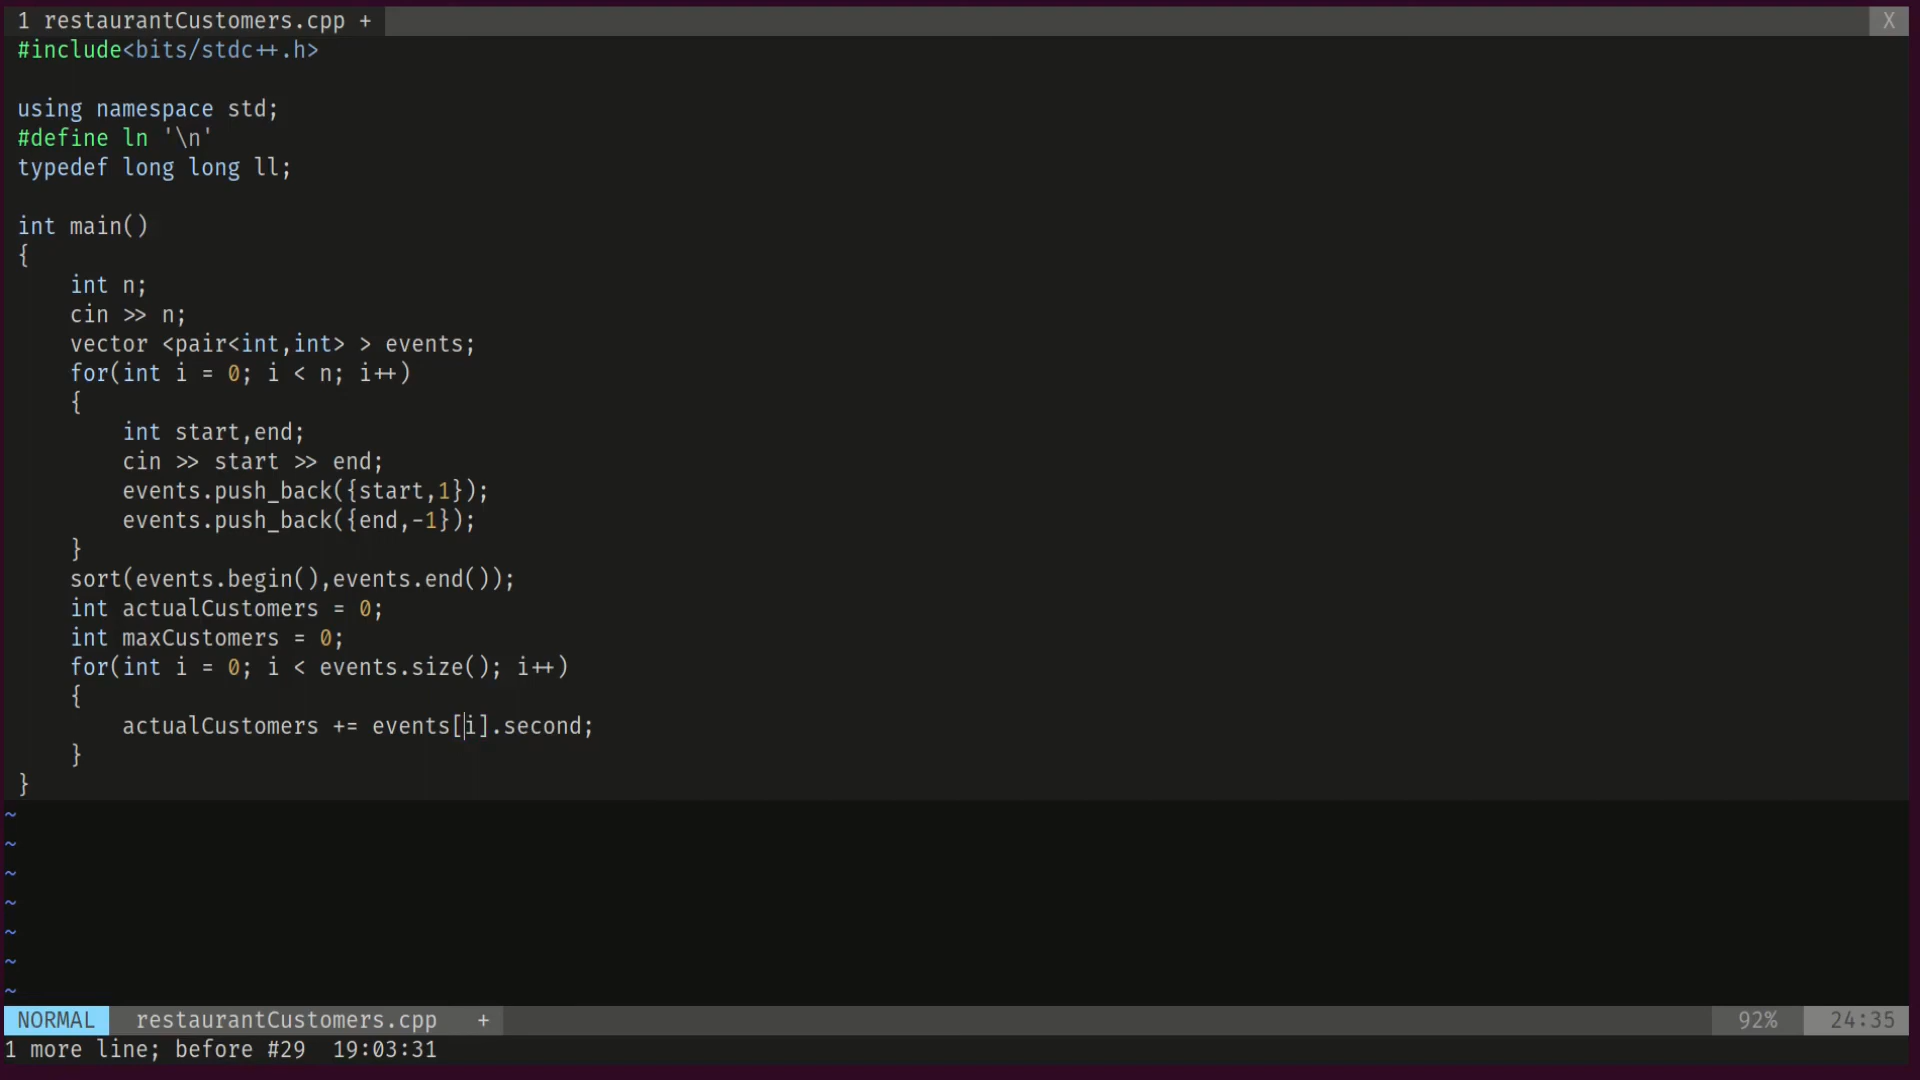 1 restaurantCustomers.cpp + X
#include<bits/stdc++.h>
using namespace std;
#define ln '\n'
typedef long long ll;
int main()
{
    int n;
    cin >> n;
    vector <pair<int,int> > events;
    for(int i = 0; i < n; i++)
    {
        int start,end;
        cin >> start >> end;
        events.push_back({start,1});
        events.push_back({end,-1});
    }
    sort(events.begin(),events.end());
    int actualCustomers = 0;
    int maxCustomers = 0;
    for(int i = 0; i < events.size(); i++)
    {
        actualCustomers += events[i].second;
    }
}
~
~
~
~
~
~
~
NORMAL restaurantCustomers.cpp + 92% 24:35
1 more line; before #29 19:03:31